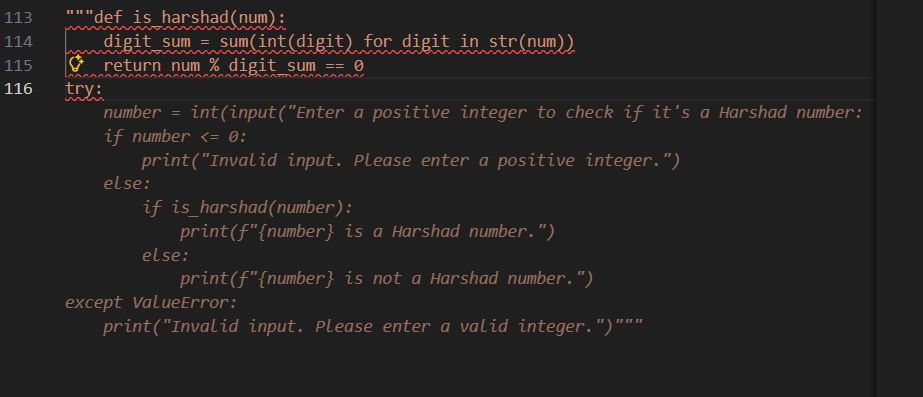 113 """def is_harshad(num):
114     digit_sum = sum(int(digit) for digit in str(num))
115     return num % digit_sum == 0
116 try:
    number = int(input("Enter a positive integer to check if it's a Harshad number:
    if number <= 0:
        print("Invalid input. Please enter a positive integer.")
    else:
        if is_harshad(number):
            print(f"{number} is a Harshad number.")
        else:
            print(f"{number} is not a Harshad number.")
except ValueError:
    print("Invalid input. Please enter a valid integer.")"""